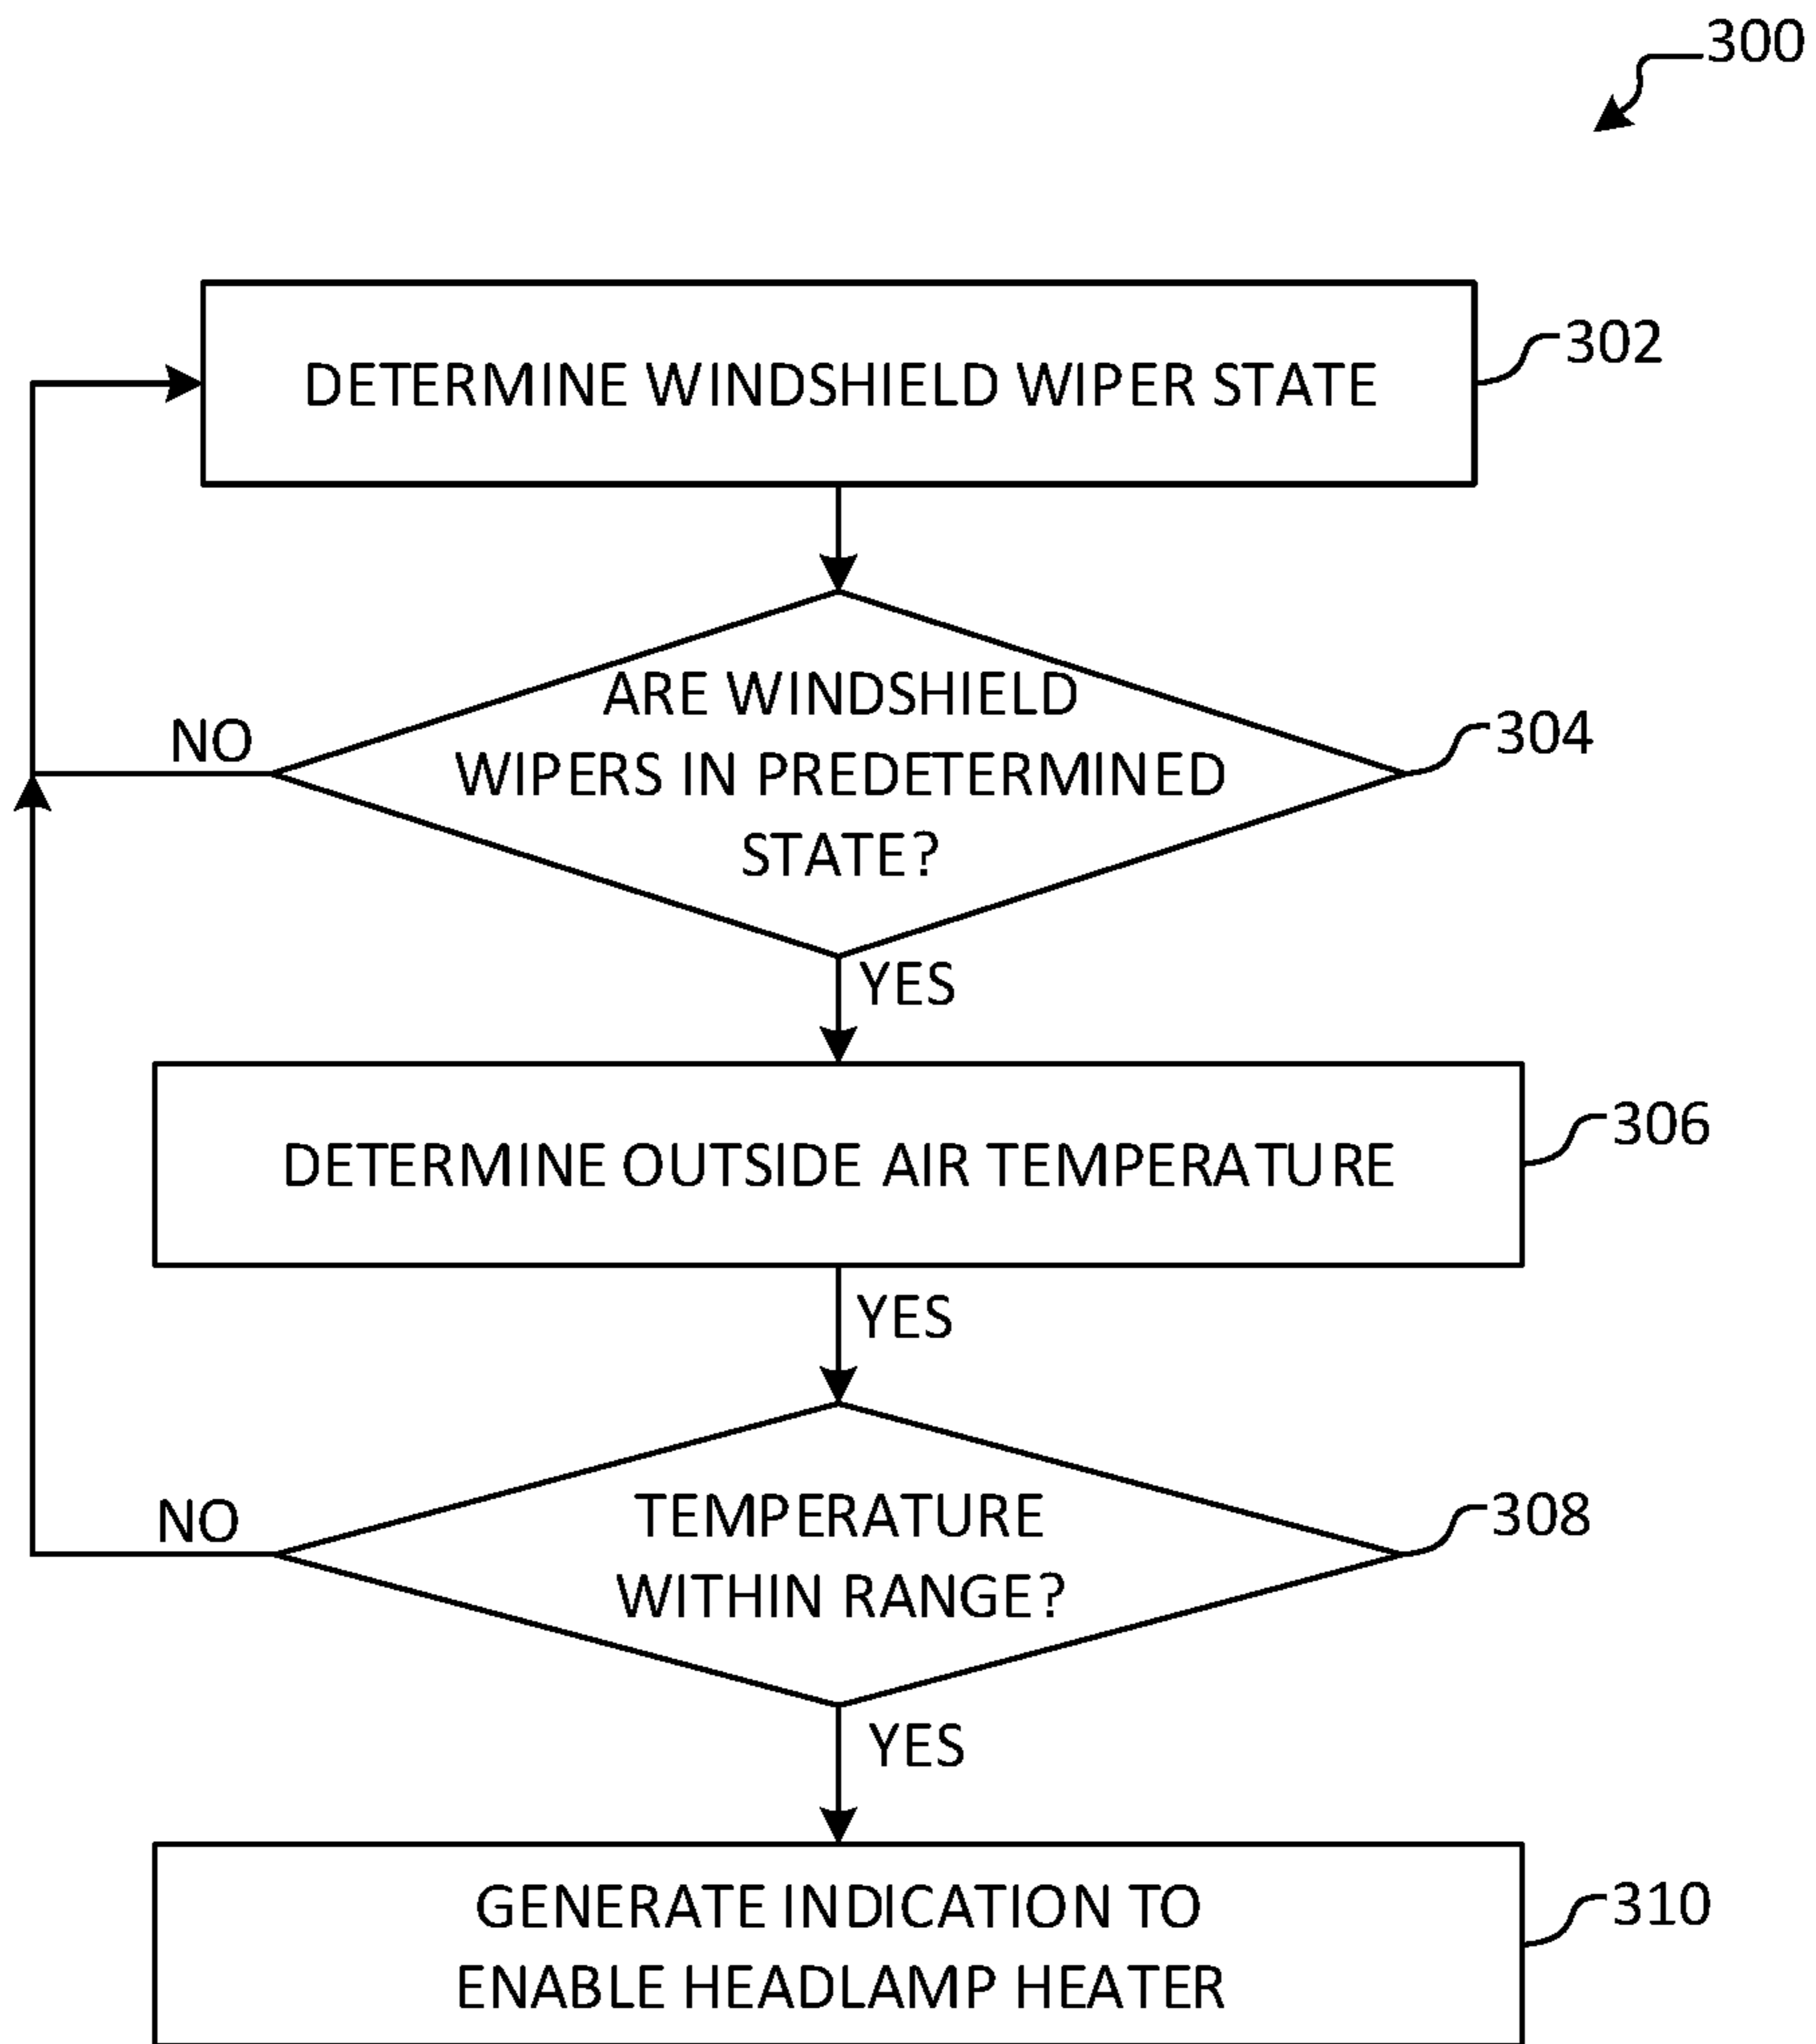 300
DETERMINE WINDSHIELD WIPER STATE
302
ARE WINDSHIELD
WIPERS IN PREDETERMINED
STATE?
304
NO
YES
DETERMINE OUTSIDE AIR TEMPERATURE
306
YES
TEMPERATURE
WITHIN RANGE?
308
NO
YES
GENERATE INDICATION TO
ENABLE HEADLAMP HEATER
310